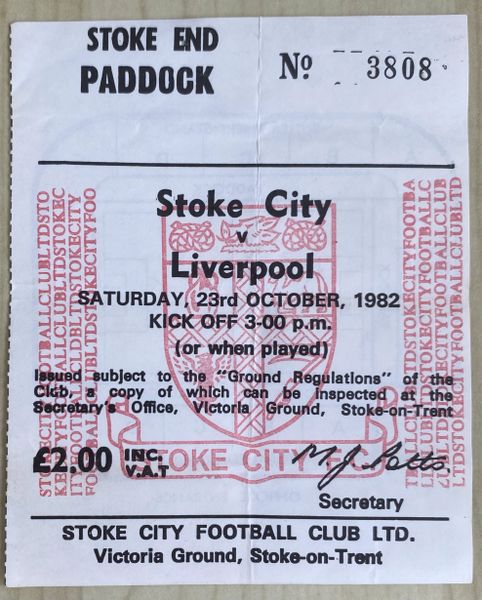 STOKE END
PADDOCK
Nº 3808
Stoke City
v
Liverpool
SATURDAY, 23rd OCTOBER, 1982
KICK OFF 3-00 p.m.
(or when played)
Issued subject to the "Ground Regulations" of the
Club, a copy of which can be inspected at the
Secretary's Office, Victoria Ground, Stoke-on-Trent
£2.00 INC.
V.A.T
STOKE CITY F.C.
M.J. Potts
Secretary
STOKE CITY FOOTBALL CLUB LTD.
Victoria Ground, Stoke-on-Trent